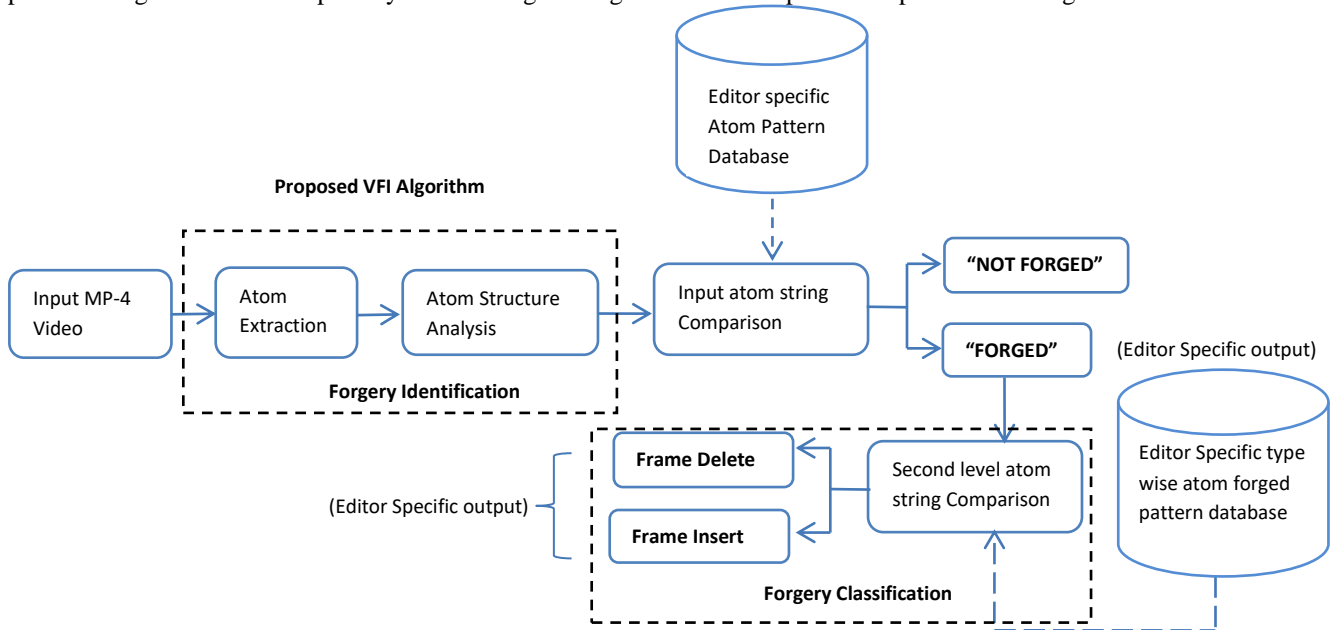 Editor specific
Atom Pattern
Database
Proposed VFI Algorithm
Input MP-4
Video
Atom
Extraction
Atom Structure
Analysis
Forgery Identification
Input atom string
Comparison
“NOT FORGED”
“FORGED”
(Editor Specific output)
Editor Specific type
wise atom forged
pattern database
Second level atom
string Comparison
Frame Delete
Frame Insert
(Editor Specific output)
Forgery Classification